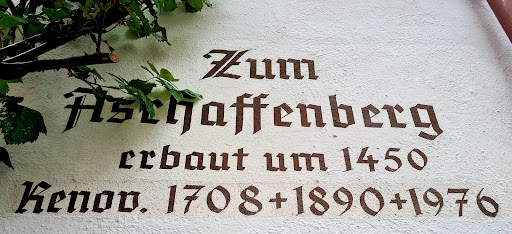 Zum
Aschaffenberg
erbaut um 1450
Renov. 1708+1890+1976